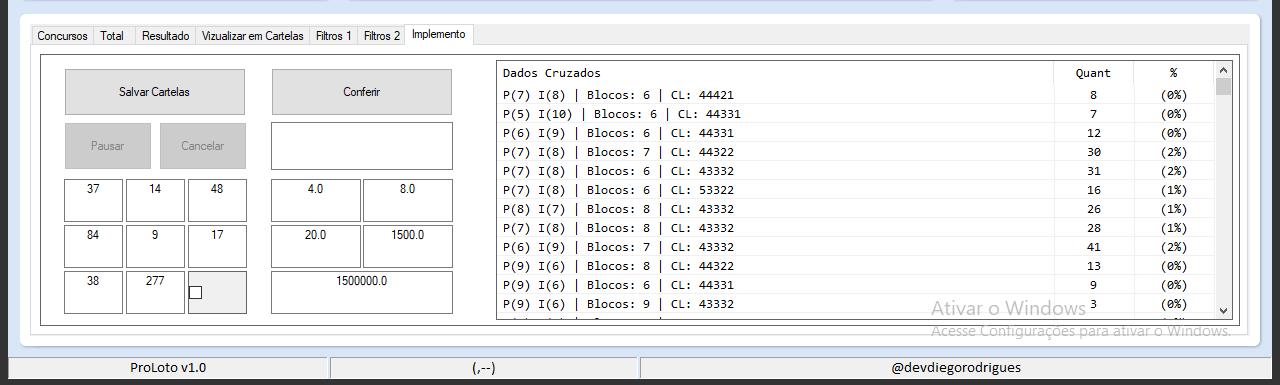 Concursos Total Resultado Vizualizar em Cartelas Filtros 1 Filtros 2 Implemento
Salvar Cartelas Conferir
Pausar Cancelar
37 14 48 4.0 8.0
84 9 17 20.0 1500.0
38 277 1500000.0
Dados Cruzados Quant %
P(7) I(8) | Blocos: 6 | CL: 44421 8 (0%)
P(5) I(10) | Blocos: 6 | CL: 44331 7 (0%)
P(6) I(9) | Blocos: 6 | CL: 44331 12 (0%)
P(7) I(8) | Blocos: 7 | CL: 44322 30 (2%)
P(7) I(8) | Blocos: 6 | CL: 43332 31 (2%)
P(7) I(8) | Blocos: 6 | CL: 53322 16 (1%)
P(8) I(7) | Blocos: 8 | CL: 43332 26 (1%)
P(7) I(8) | Blocos: 8 | CL: 43332 28 (1%)
P(6) I(9) | Blocos: 7 | CL: 43332 41 (2%)
P(9) I(6) | Blocos: 8 | CL: 44322 13 (0%)
P(9) I(6) | Blocos: 6 | CL: 44331 9 (0%)
P(9) I(6) | Blocos: 9 | CL: 43332 3 (0%)
Ativar o Windows
Acesse Configurações para ativar o Windows.
ProLoto v1.0 (,--) @devdiegorodrigues